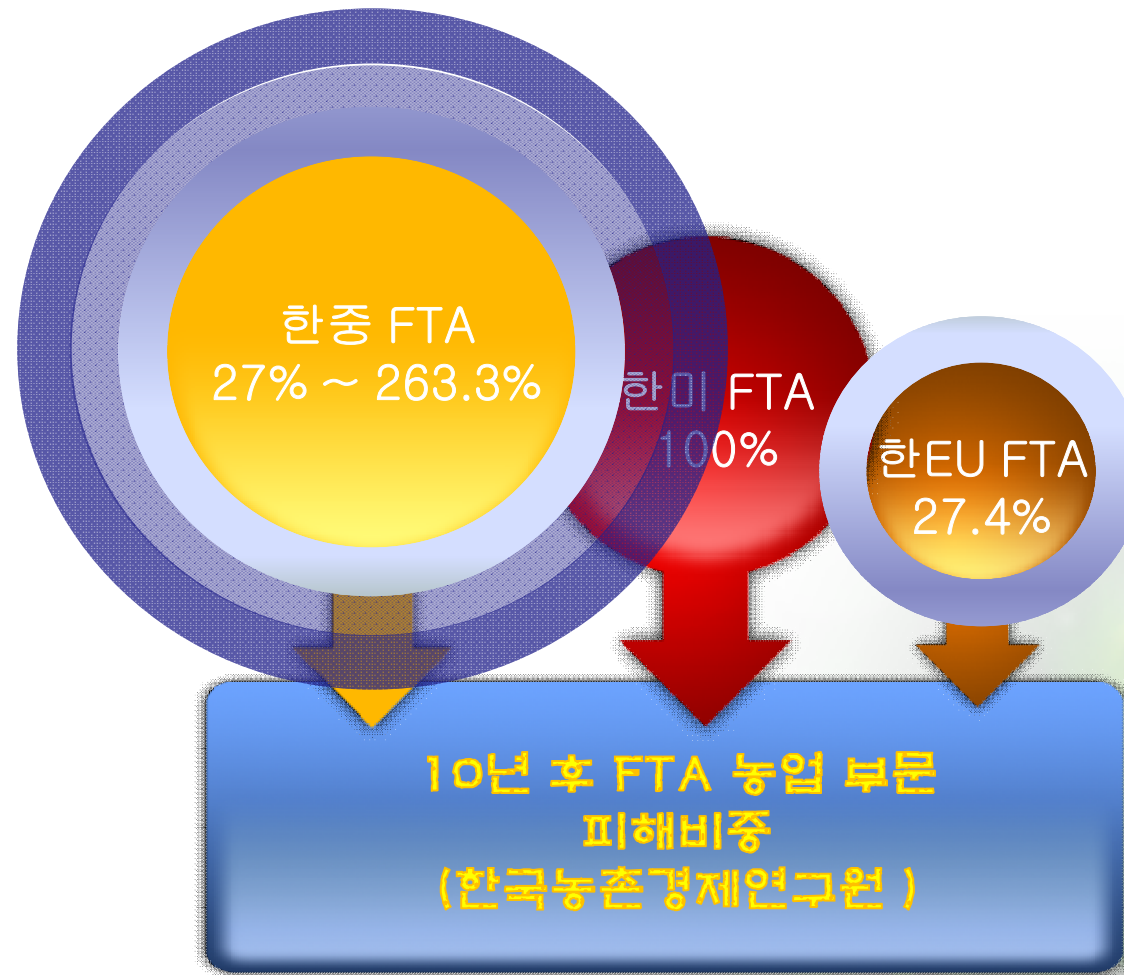 한중 FTA
27% ~ 263.3%
한미 FTA
100%
한EU FTA
27.4%
10년 후 FTA 농업 부문
피해비중
(한국농촌경제연구원 )